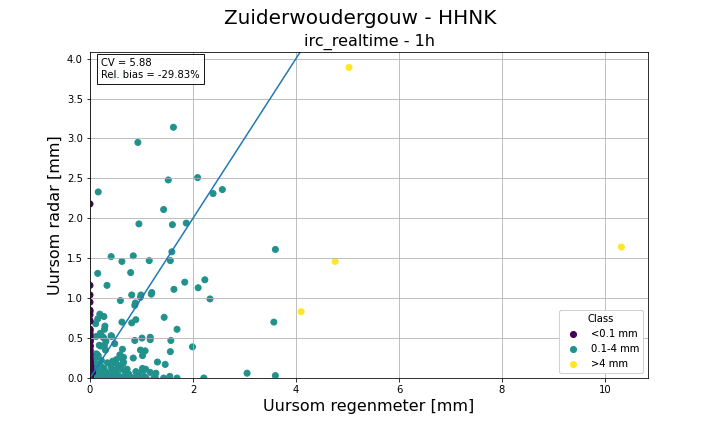 Zuiderwoudergouw - HHNK
irc_realtime - 1h
CV = 5.88
Rel. bias = -29.83%
Uursom radar [mm]
4.0
3.5
3.0
2.5
2.0
1.5
1.0
0.5
0.0
0 2 4 6 8 10
Uursom regenmeter [mm]
Class
<0.1 mm
0.1-4 mm
>4 mm